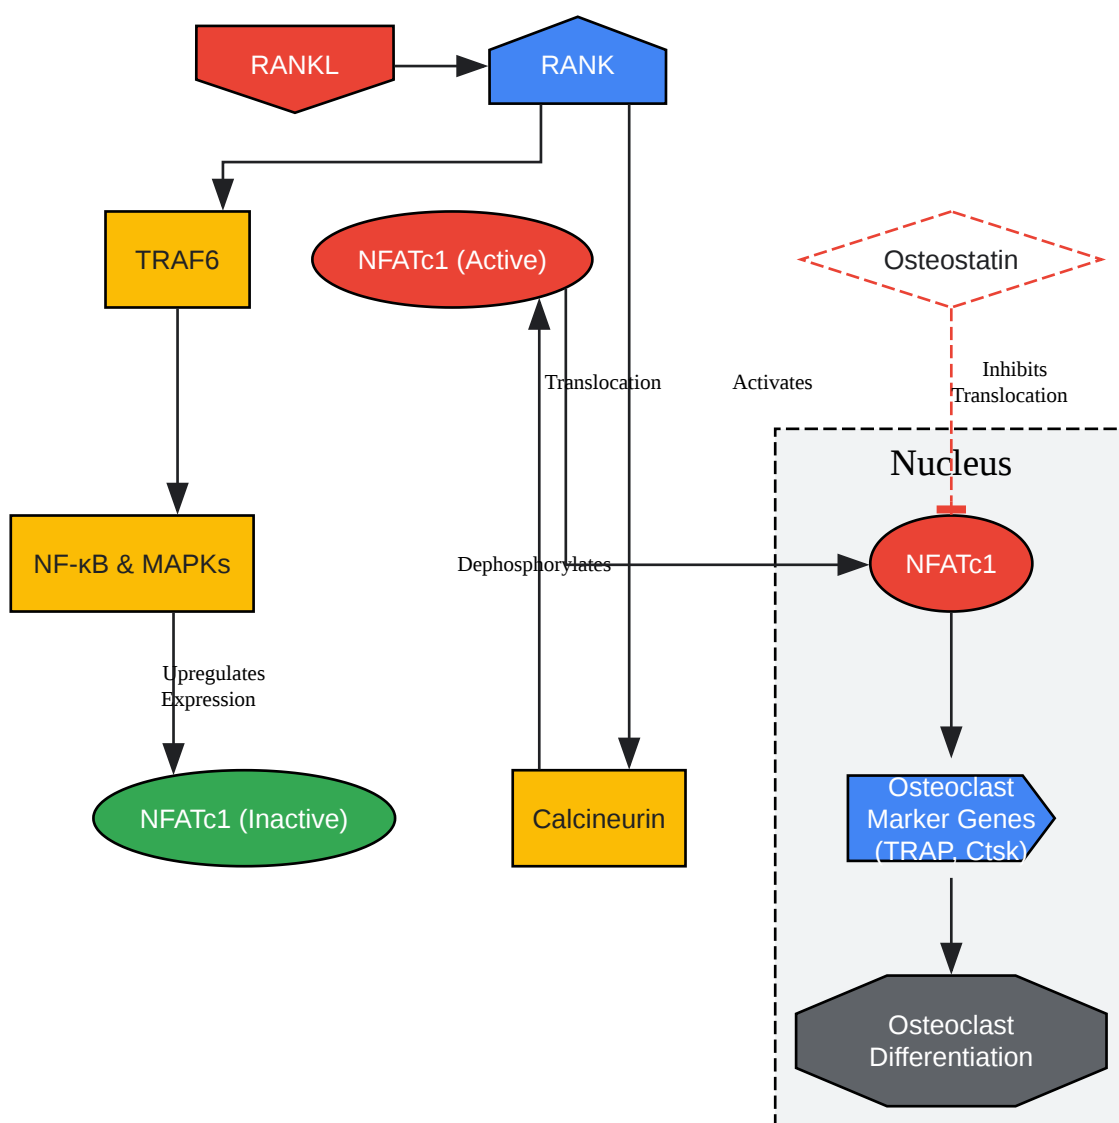 RANKL
RANK
TRAF6
NFATc1 (Active)
Osteostatin
Translocation
Activates
Inhibits
Translocation
Nucleus
NF-κB & MAPKs
Dephosphorylates
NFATc1
Upregulates
Expression
NFATc1 (Inactive)
Calcineurin
Osteoclast
Marker Genes
(TRAP, Ctsk)
Osteoclast
Differentiation